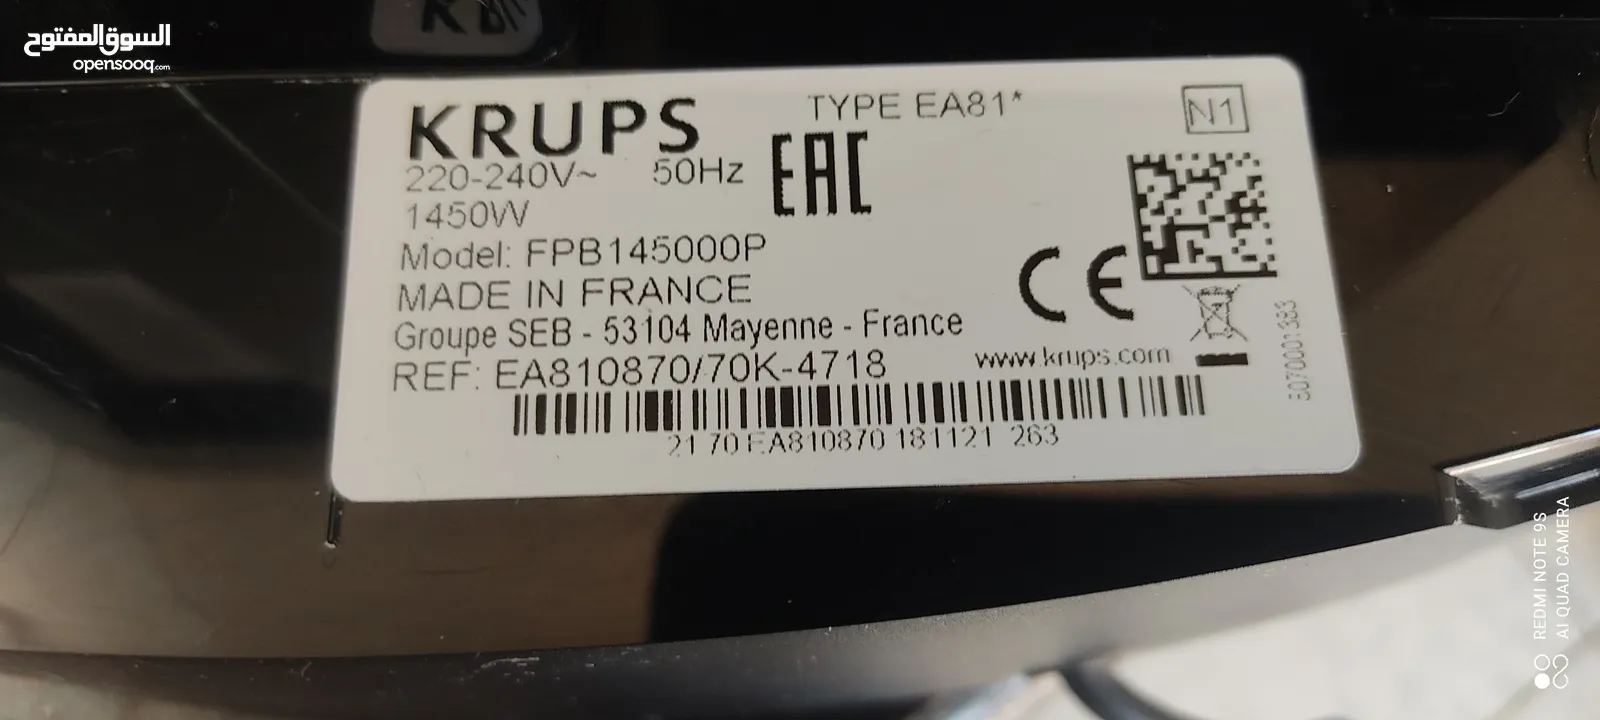 السوق المفتوح
opensooq.com
KRUPS
TYPE EA81*
N1
220-240V~ 50Hz
EAC
1450W
Model: FPB145000P
MADE IN FRANCE
CE
Groupe SEB - 53104 Mayenne - France
REF: EA810870/70K-4718
www.krups.com
5070001383
21 70 EA810870 181121 263
REDMI NOTE 9S
AI QUAD CAMERA